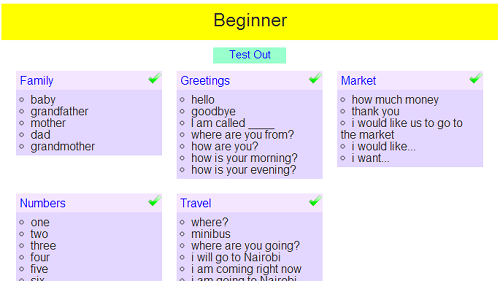 Beginner
Test Out
Family
baby
grandfather
mother
dad
grandmother
Greetings
hello
goodbye
I am called ____
where are you from?
how are you?
how is your morning?
how is your evening?
Market
how much money
thank you
i would like us to go to
the market
i would like...
i want...
Numbers
one
two
three
four
five
six
Travel
where?
minibus
where are you going?
i will go to Nairobi
i am coming right now
i am going to Nairobi